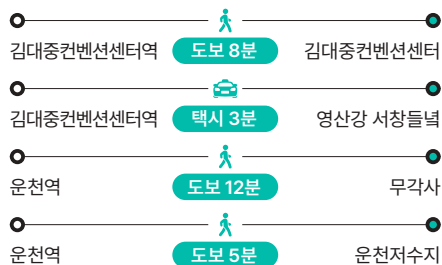 김대중컨벤션센터역 도보 8분 김대중컨벤션센터
김대중컨벤션센터역 택시 3분 영산강 서창들녘
운천역 도보 12분 무각사
운천역 도보 5분 운천저수지